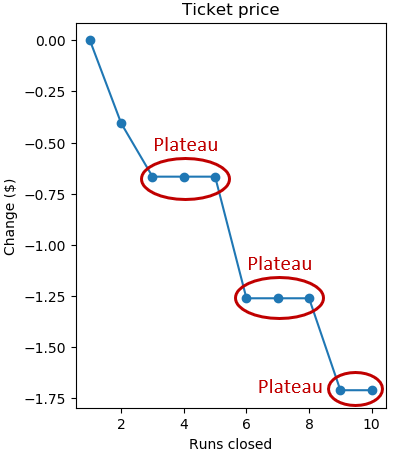 Ticket price
0.00
−0.25
−0.50
−0.75
−1.00
−1.25
−1.50
−1.75
Change ($)
Plateau
Plateau
Plateau
2 4 6 8 10
Runs closed